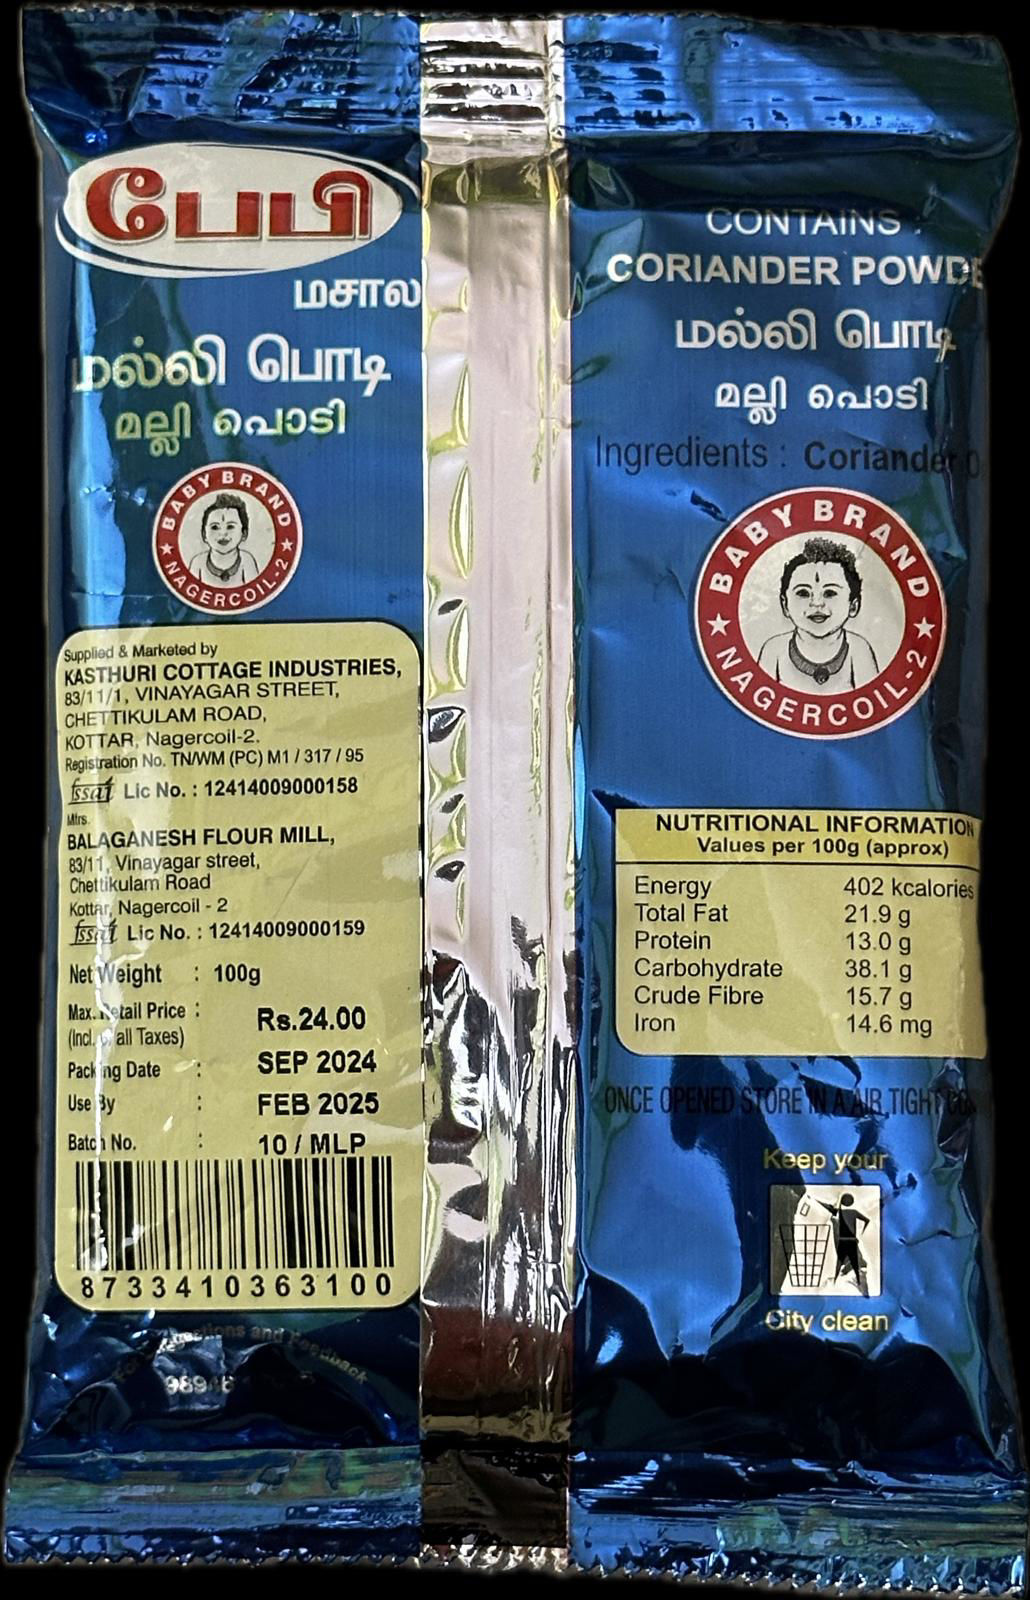 பேபி
மசால
மல்லி பொடி
മല്ലി പൊടി
BABY BRAND
NAGERCOIL-2
Supplied & Marketed by
KASTHURI COTTAGE INDUSTRIES,
83/11/1, VINAYAGAR STREET,
CHETTIKULAM ROAD,
KOTTAR, Nagercoil-2.
Registration No. TN/WM (PC) M1 / 317 / 95
fssai Lic No. : 12414009000158
Mfrs.
BALAGANESH FLOUR MILL,
83/11, Vinayagar street,
Chettikulam Road
Kottar, Nagercoil - 2
fssai Lic No. : 12414009000159
Net Weight : 100g
Max. Retail Price : Rs.24.00
(Incl. of all Taxes)
Packing Date : SEP 2024
Use By : FEB 2025
Batch No. : 10 / MLP
8733410363100
and Feedback
CONTAINS :
CORIANDER POWDE
மல்லி பொடி
മല്ലി പൊടി
Ingredients : Coriander
BABY BRAND
NAGERCOIL-2
NUTRITIONAL INFORMATION
Values per 100g (approx)
Energy 402 kcalories
Total Fat 21.9 g
Protein 13.0 g
Carbohydrate 38.1 g
Crude Fibre 15.7 g
Iron 14.6 mg
ONCE OPENED STORE IN A AIR TIGHT
Keep your
City clean